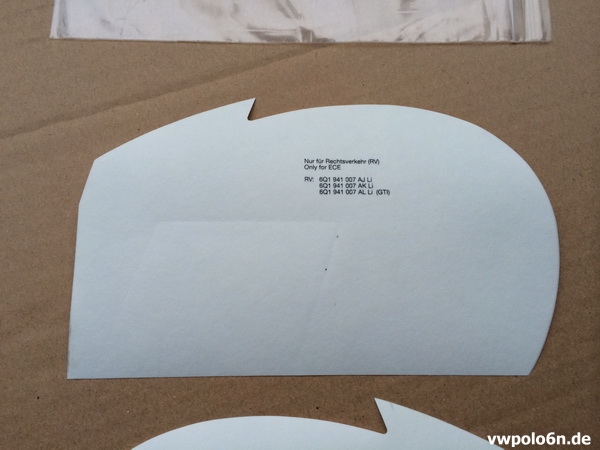 Nur für Rechtsverkehr (RV)
Only for ECE
RV: 6Q1 941 007 AJ Li
6Q1 941 007 AK Li
6Q1 941 007 AL Li (GTI)
vwpolo6n.de